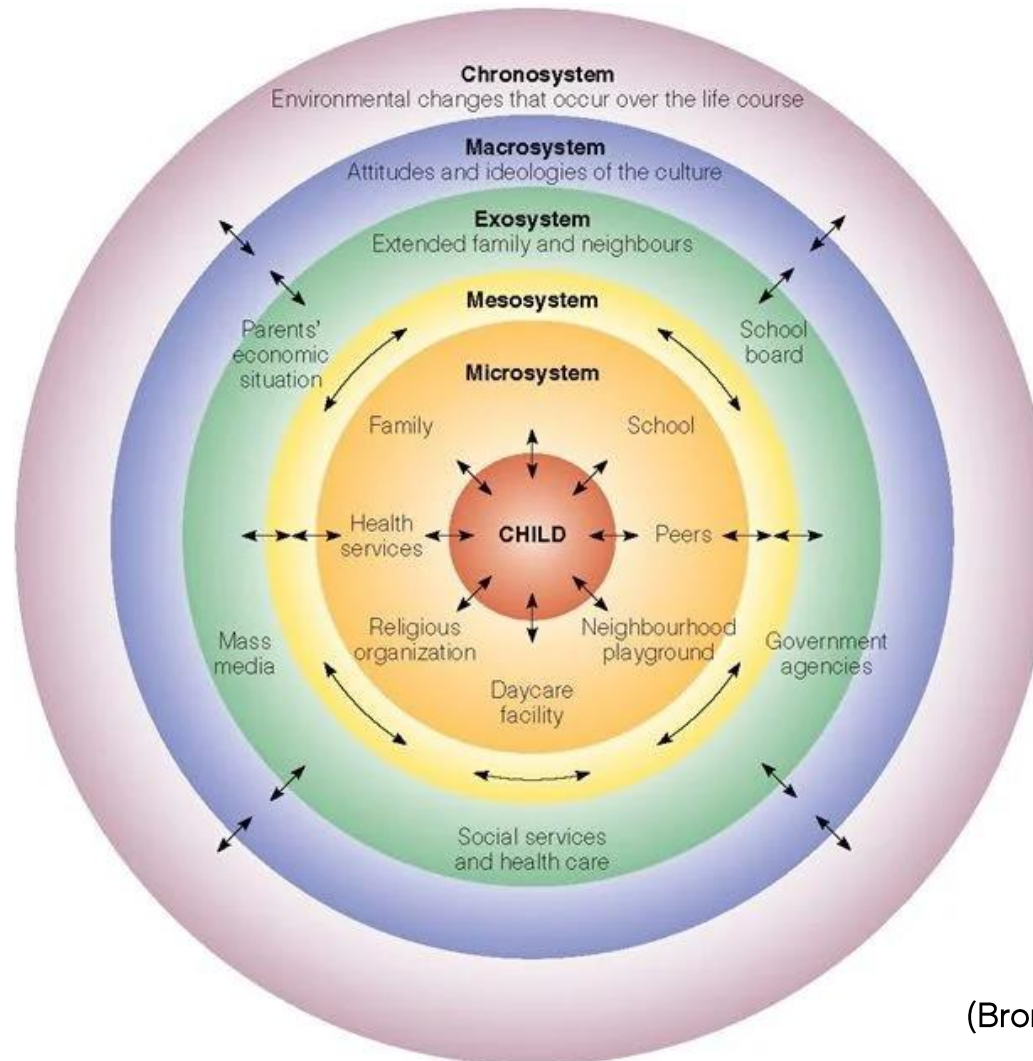 Chronosystem
Environmental changes that occur over the life course
Macrosystem
Attitudes and ideologies of the culture
Exosystem
Extended family and neighbours
Mesosystem
Parents'
economic
situation
School
board
Microsystem
Family
School
Health
services
CHILD
Peers
Religious
organization
Neighbourhood
playground
Mass
media
Government
agencies
Daycare
facility
Social services
and health care
(Bron